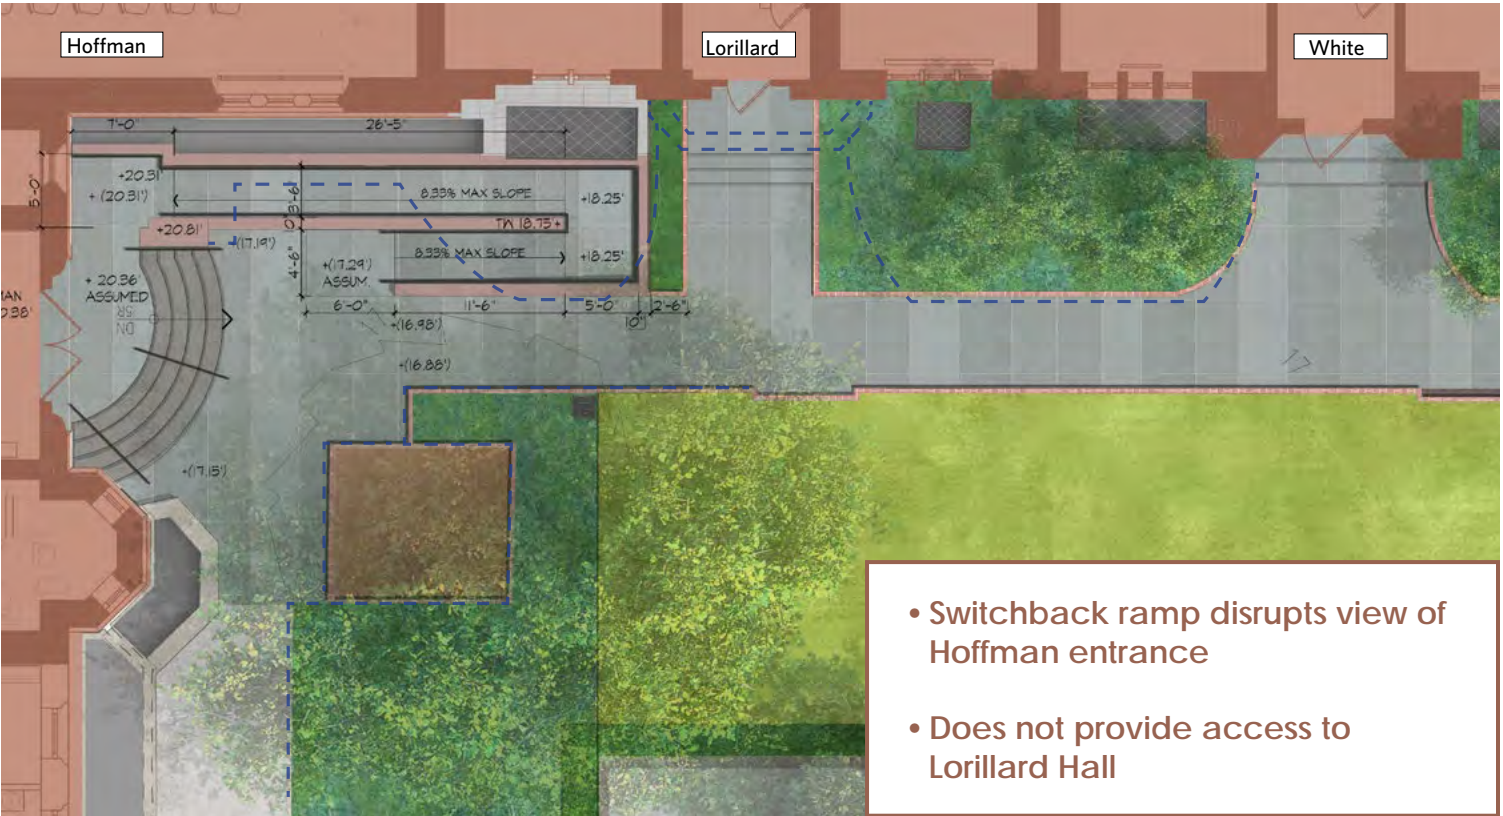 Hoffman
Lorillard
White
7'-0"
26'-5"
5'-0"
+20.31'
+ (20.31')
3'-6"
8.33% MAX SLOPE
+18.25'
10"
TW 18.75'+
+20.81'
+(17.19')
4'-6"
8.33% MAX SLOPE
+18.25'
+(17.29')
ASSUM.
+ 20.36'
ASSUMED
DN
5R
6'-0"
11'-6"
5'-0"
2'-6"
10"
+(16.98')
+(16.88')
+(17.15')
• Switchback ramp disrupts view of
Hoffman entrance
• Does not provide access to
Lorillard Hall